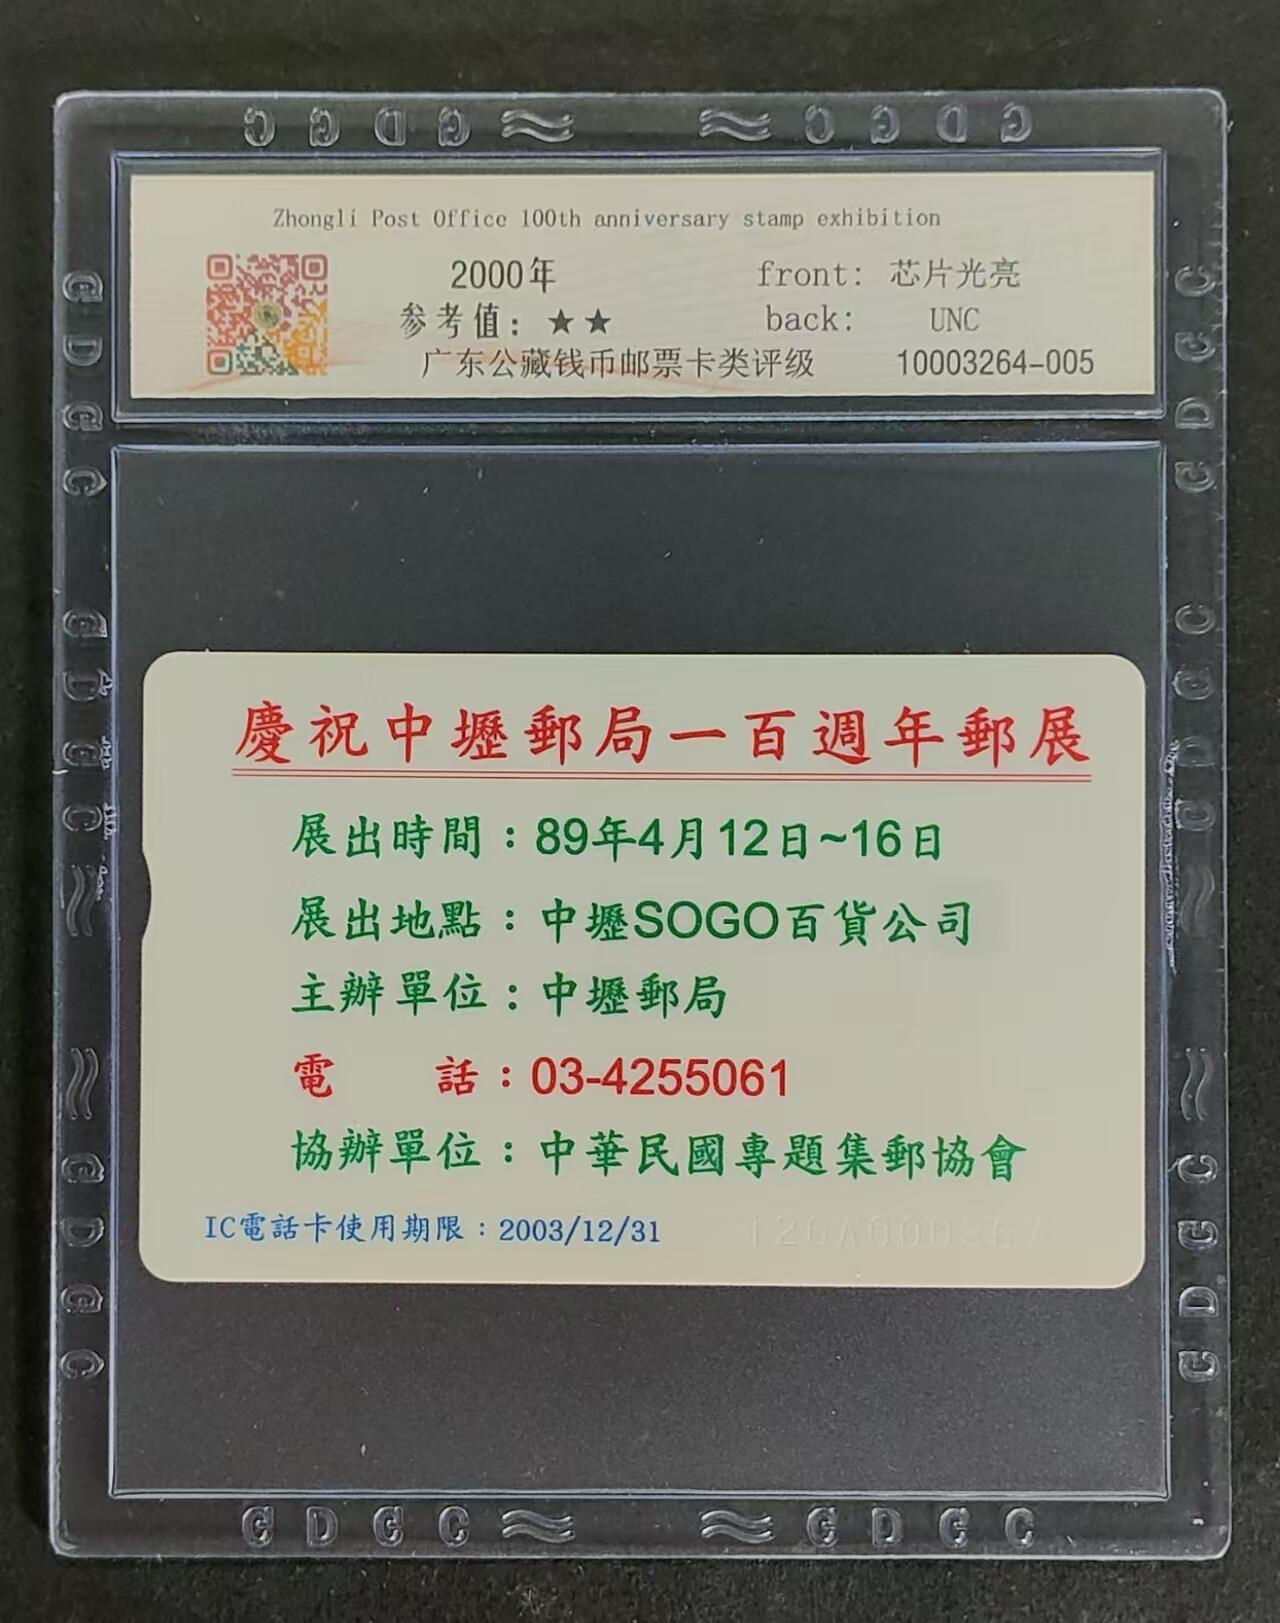 GDGC GDGC
Zhongli Post Office 100th anniversary stamp exhibition
2000年 front: 芯片光亮
参考值: ★★ back: UNC
广东公藏钱币邮票卡类评级 10003264-005
慶祝中壢郵局一百週年郵展
展出時間：89年4月12日~16日
展出地點：中壢SOGO百貨公司
主辦單位：中壢郵局
電話：03-4255061
協辦單位：中華民國專題集郵協會
IC電話卡使用期限：2003/12/31
GDGC GDGC